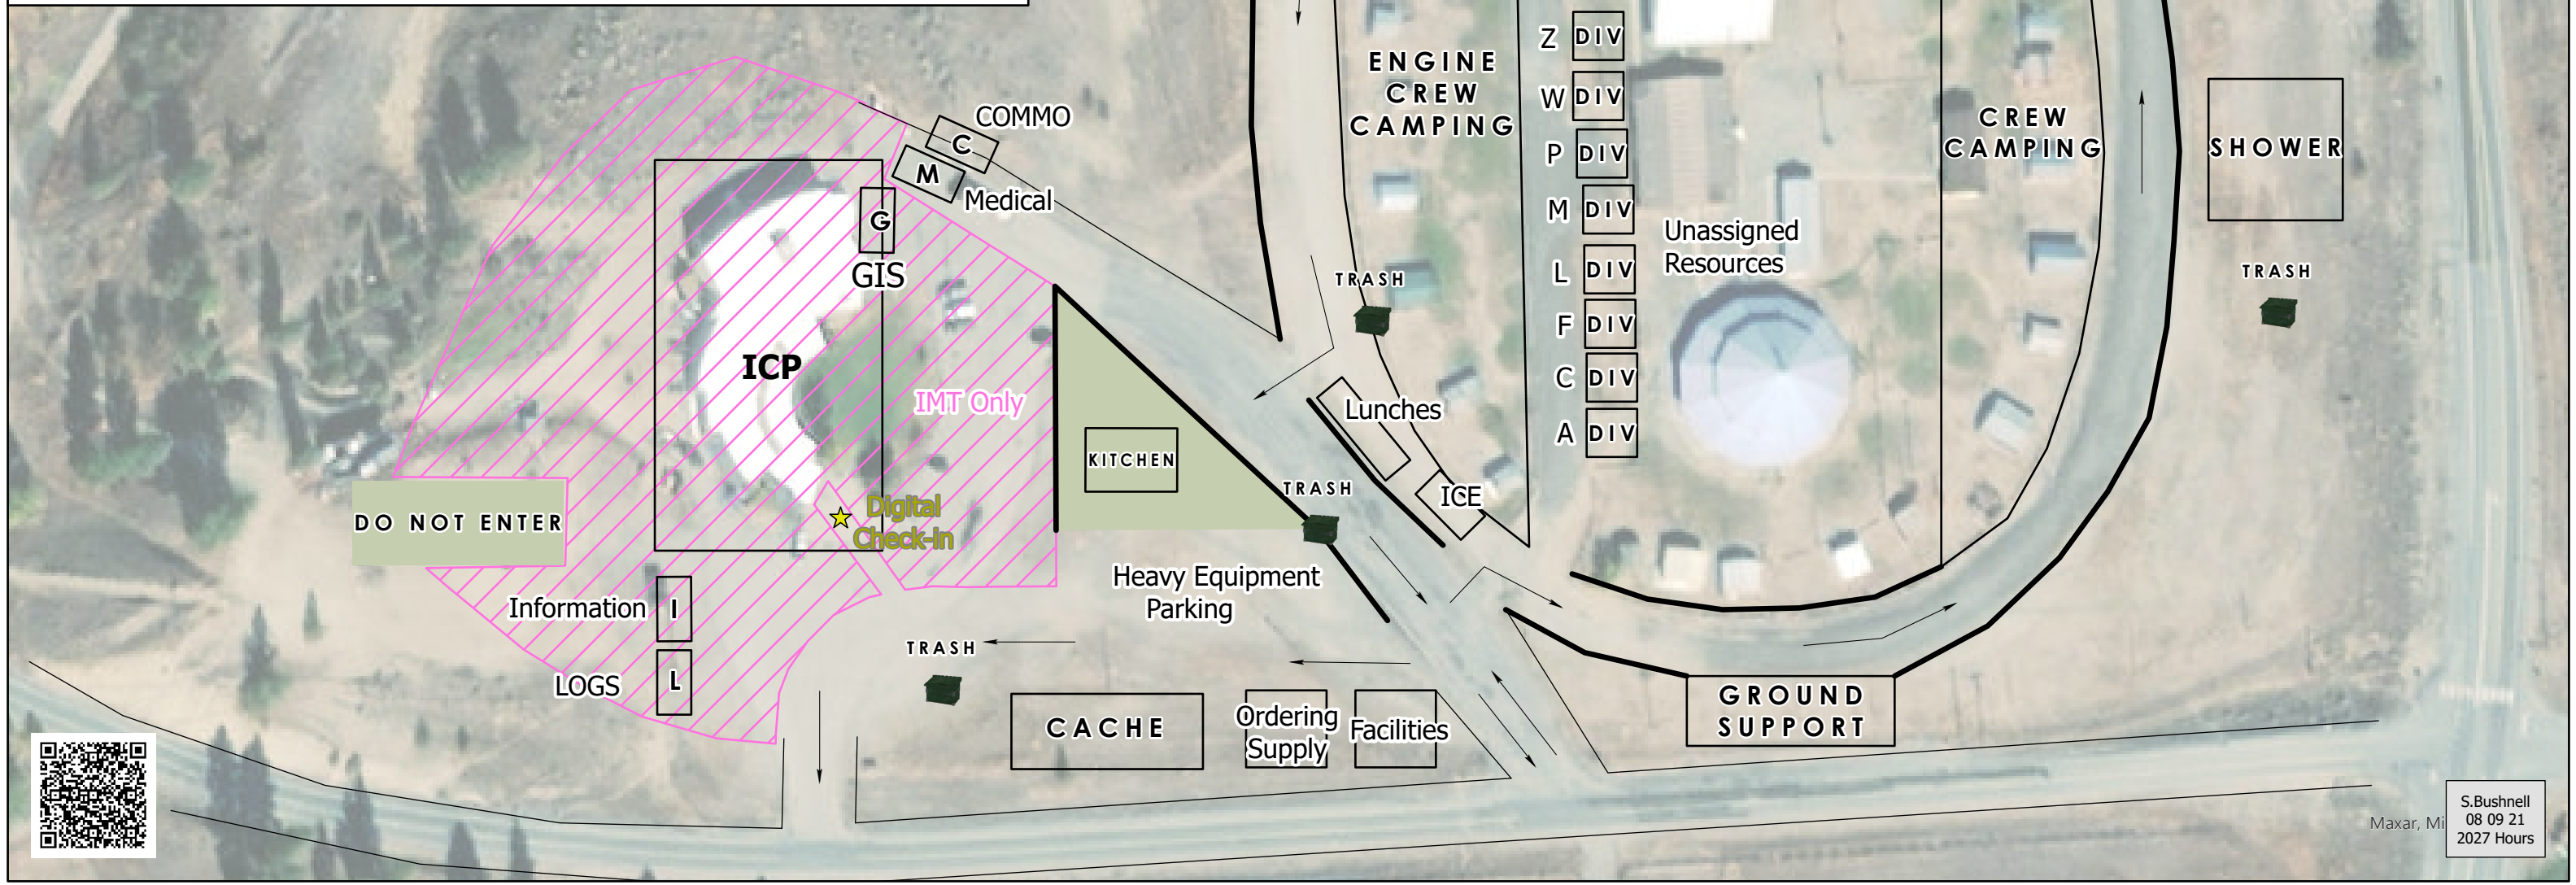 Z DIV
ENGINE
CREW
CAMPING
W DIV
COMMO
C
CREW
CAMPING
SHOWER
P DIV
M
Medical
M DIV
G
GIS
Unassigned
Resources
L DIV
TRASH
TRASH
F DIV
ICP
C DIV
IMT Only
Lunches
A DIV
KITCHEN
TRASH
ICE
Digital
Check-in
DO NOT ENTER
Heavy Equipment
Parking
Information I
TRASH
LOGS L
CACHE
Ordering
Supply
Facilities
GROUND
SUPPORT
S.Bushnell
08 09 21
2027 Hours
Maxar, Mi